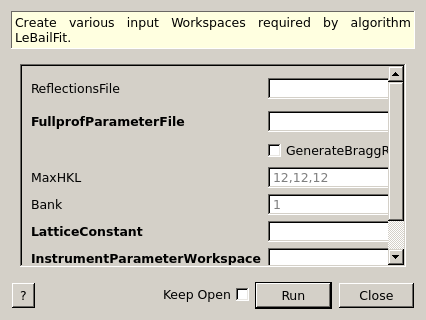 Create various input Workspaces required by algorithm
LeBailFit.
ReflectionsFile
FullprofParameterFile
GenerateBraggR
MaxHKL 12,12,12
Bank 1
LatticeConstant
InstrumentParameterWorkspace
? Keep Open Run Close